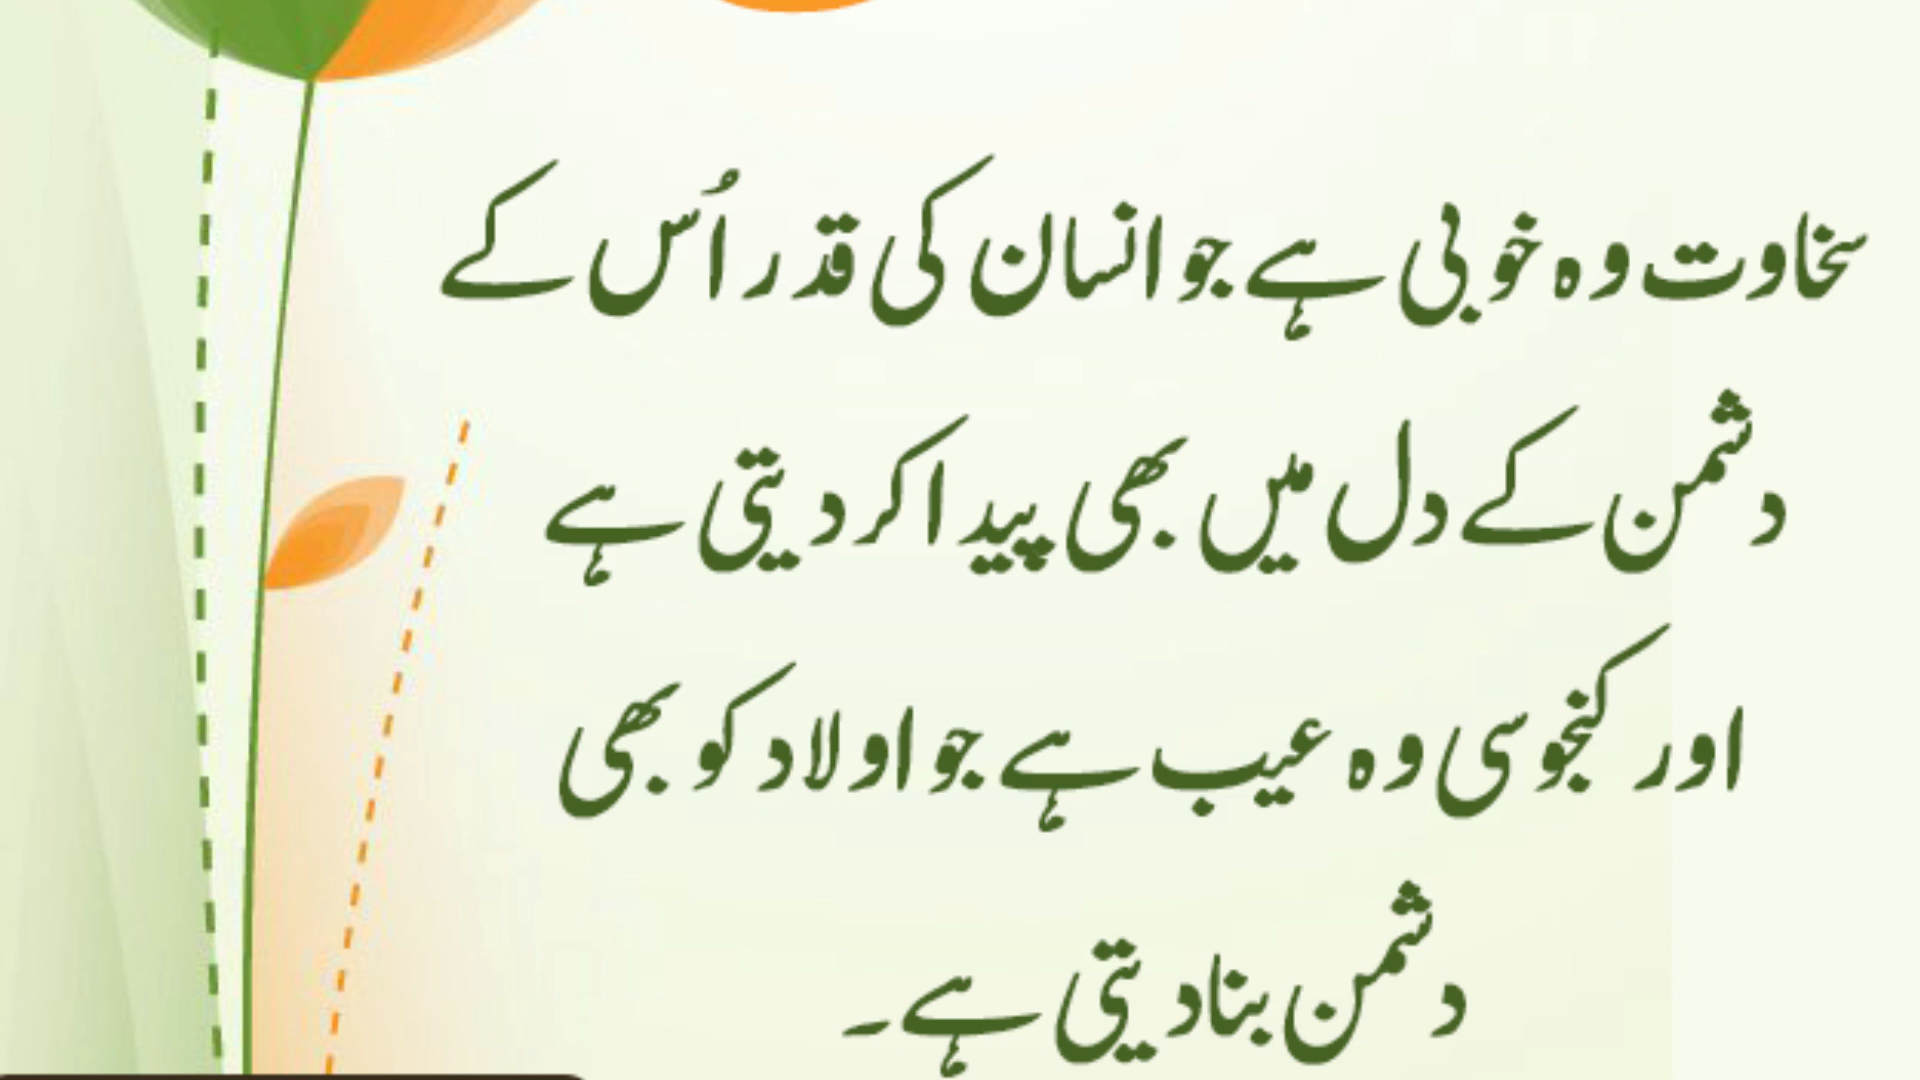 سخاوت وہ خوبی ہے جو انسان کی قدر اُس کے
دشمن کے دل میں بھی پیدا کر دیتی ہے
اور کنجوسی وہ عیب ہے جو اولاد کو بھی
دشمن بنا دیتی ہے۔